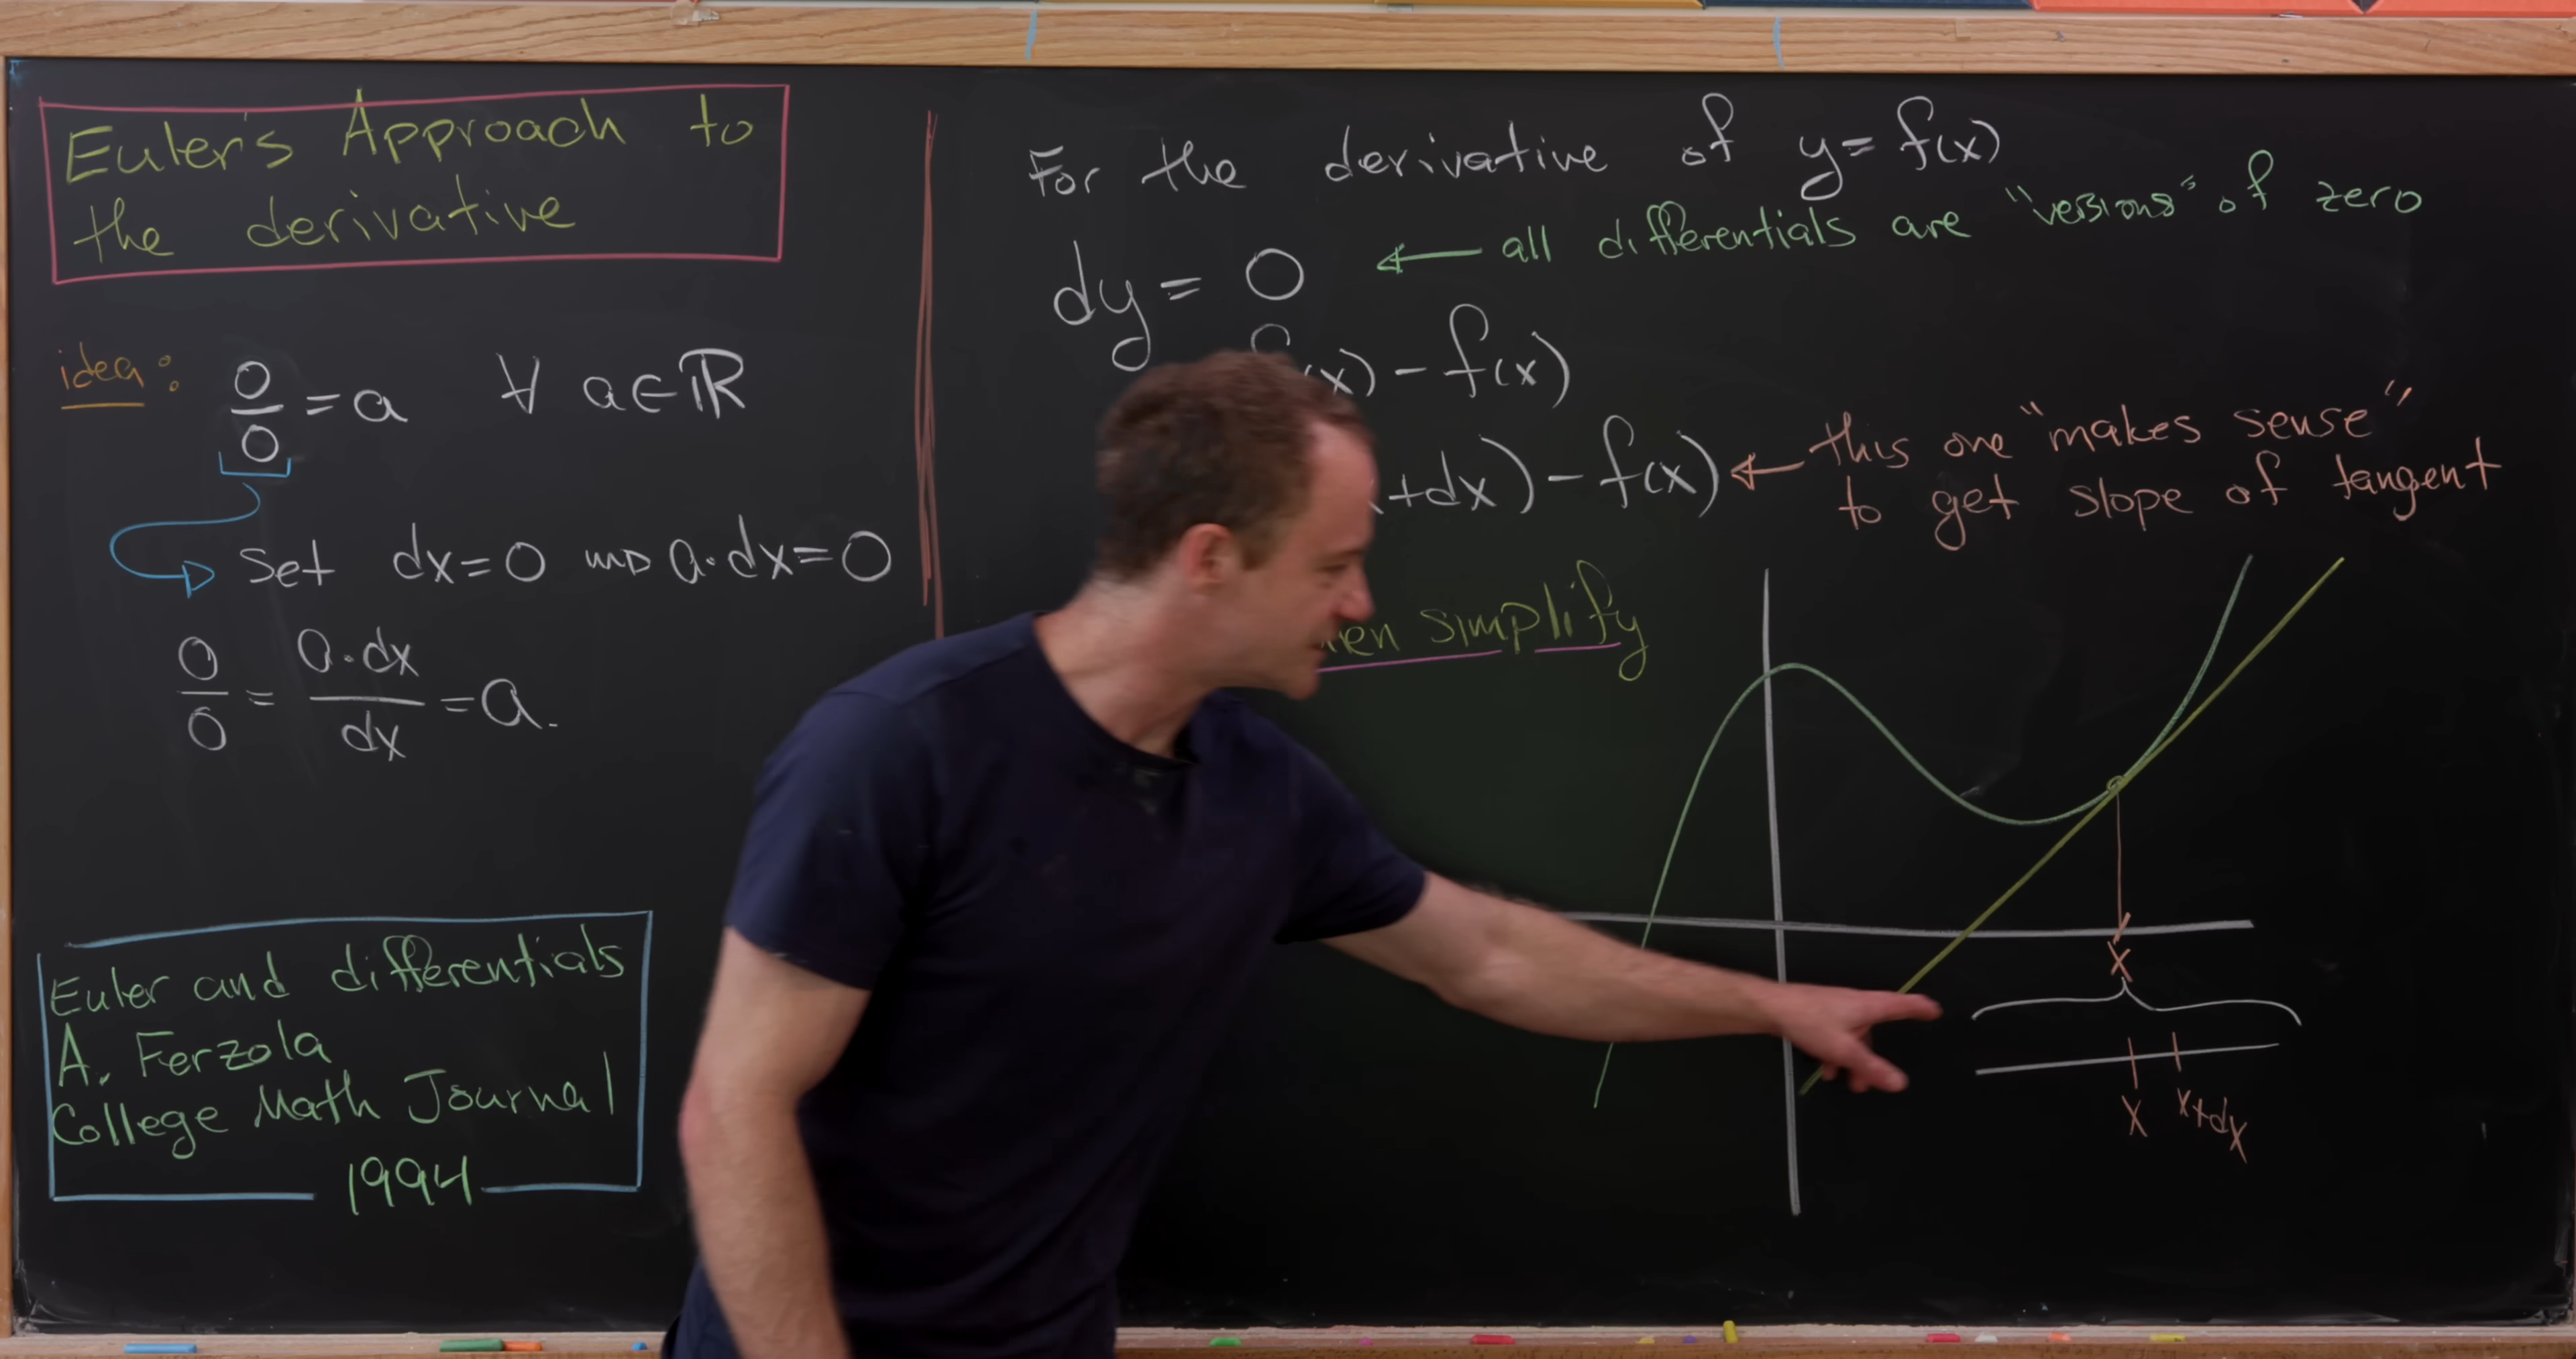 Euler's Approach to
the derivative
idea: 0/0 = a ∀ a∈ℝ
Set dx=0 ⇝ a·dx=0
0/0 = a·dx/dx = a.
Euler and differentials
A. Ferzola
College Math Journal
1994
For the derivative of y= f(x)
dy = 0 ← all differentials are "versions" of zero
(x) - f(x)
+dx) - f(x) ← this one "makes sense"
to get slope of tangent
simplify
x
x x+dx